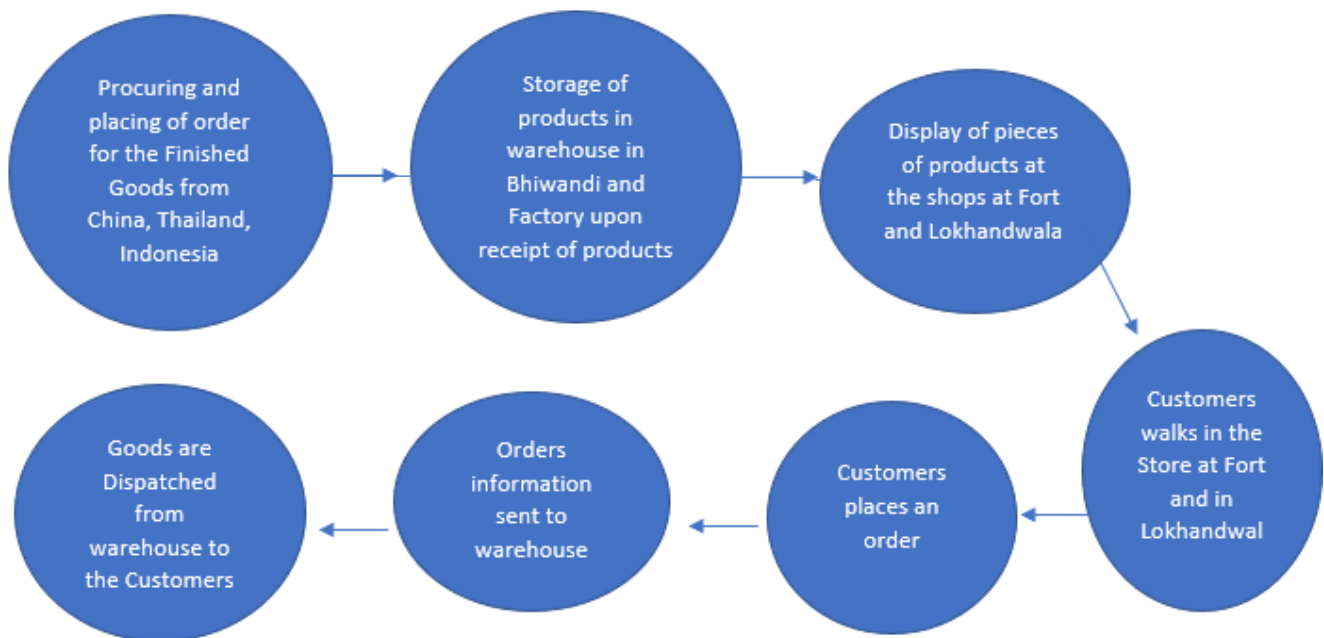 Procuring and
placing of order
for the Finished
Goods from
China, Thailand,
Indonesia
Storage of
products in
warehouse in
Bhiwandi and
Factory upon
receipt of products
Display of pieces
of products at
the shops at Fort
and Lokhandwala
Customers
walks in the
Store at Fort
and in
Lokhandwal
Customers
places an
order
Orders
information
sent to
warehouse
Goods are
Dispatched
from
warehouse to
the Customers